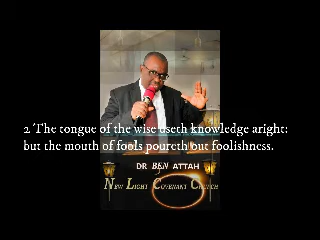 2 The tongue of the wise useth knowledge aright:
but the mouth of fools poureth out foolishness.
DR BEN ATTAH
New Light Covenant Church